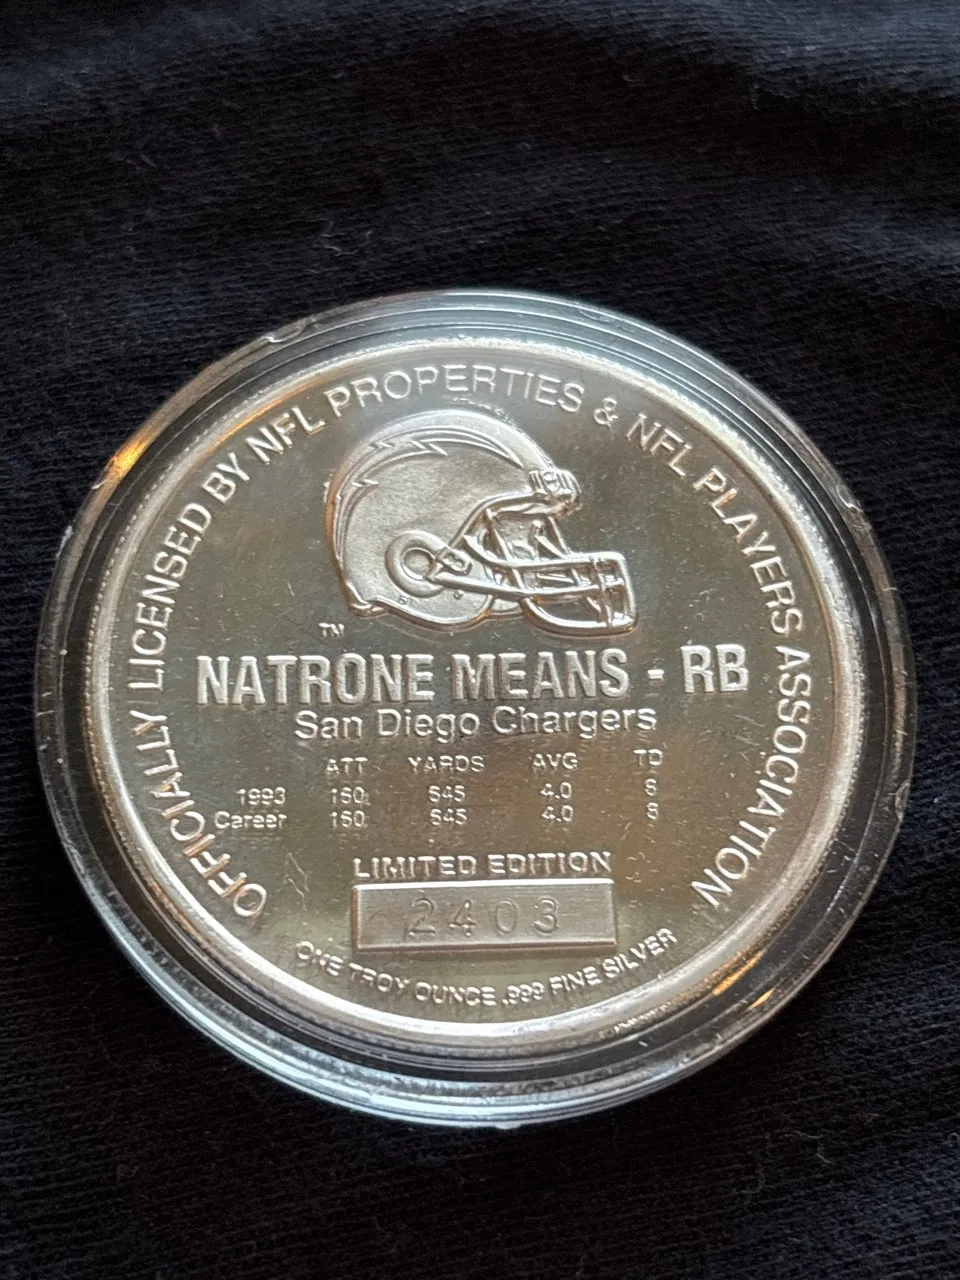 OFFICIALLY LICENSED BY NFL PROPERTIES & NFL PLAYERS ASSOCIATION
TM
NATRONE MEANS - RB
San Diego Chargers
ATT YARDS AVG TD
1993 160 645 4.0 8
Career 160 645 4.0 8
LIMITED EDITION
2403
ONE TROY OUNCE .999 FINE SILVER